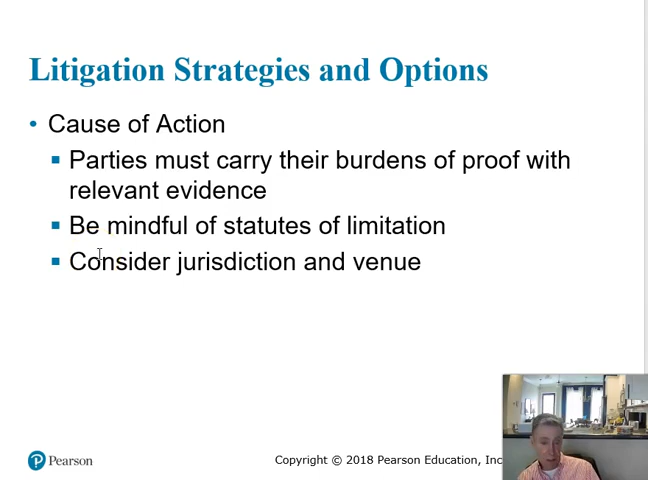 Litigation Strategies and Options
• Cause of Action
▪ Parties must carry their burdens of proof with
relevant evidence
▪ Be mindful of statutes of limitation
▪ Consider jurisdiction and venue
Pearson
Copyright © 2018 Pearson Education, Inc